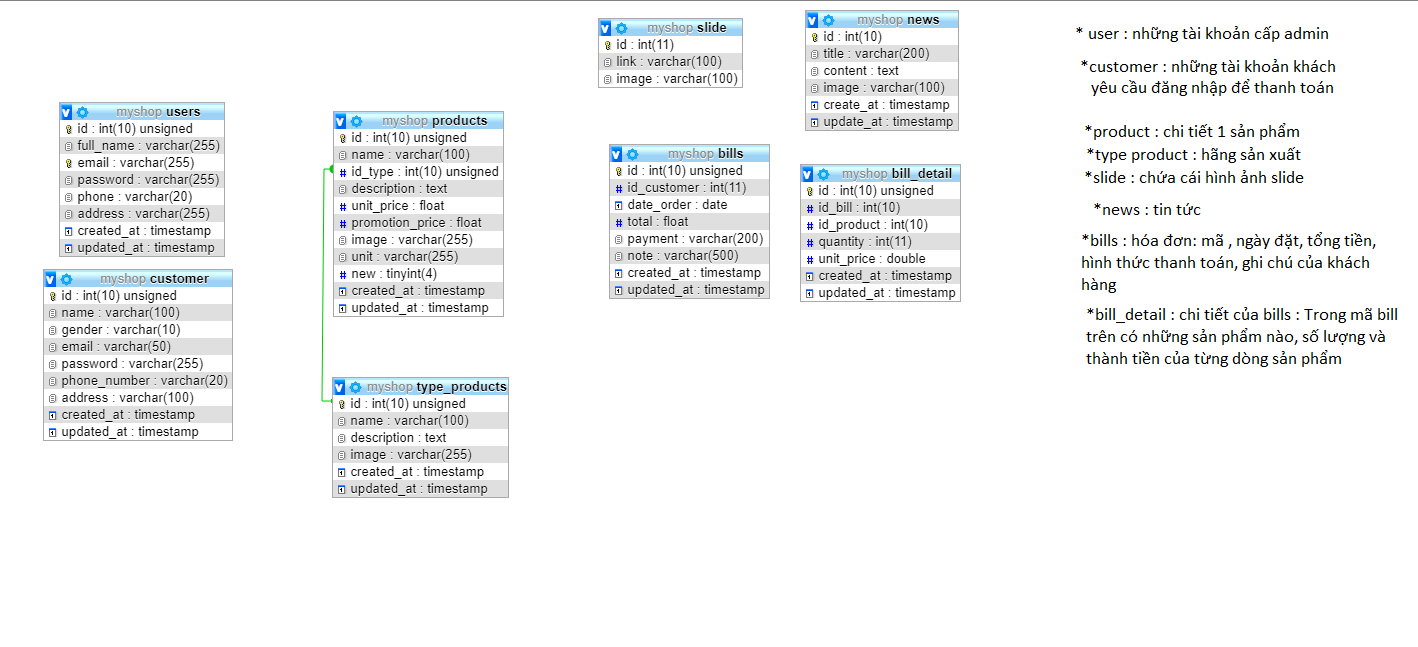 myshop users
id : int(10) unsigned
full_name : varchar(255)
email : varchar(255)
password : varchar(255)
phone : varchar(20)
address : varchar(255)
created_at : timestamp
updated_at : timestamp
myshop customer
id : int(10) unsigned
name : varchar(100)
gender : varchar(10)
email : varchar(50)
password : varchar(255)
phone_number : varchar(20)
address : varchar(100)
created_at : timestamp
updated_at : timestamp
myshop products
id : int(10) unsigned
name : varchar(100)
id_type : int(10) unsigned
description : text
unit_price : float
promotion_price : float
image : varchar(255)
unit : varchar(255)
new : tinyint(4)
created_at : timestamp
updated_at : timestamp
myshop type_products
id : int(10) unsigned
name : varchar(100)
description : text
image : varchar(255)
created_at : timestamp
updated_at : timestamp
myshop slide
id : int(11)
link : varchar(100)
image : varchar(100)
myshop news
id : int(10)
title : varchar(200)
content : text
image : varchar(100)
create_at : timestamp
update_at : timestamp
myshop bills
id : int(10) unsigned
id_customer : int(11)
date_order : date
total : float
payment : varchar(200)
note : varchar(500)
created_at : timestamp
updated_at : timestamp
myshop bill_detail
id : int(10) unsigned
id_bill : int(10)
id_product : int(10)
quantity : int(11)
unit_price : double
created_at : timestamp
updated_at : timestamp
* user : những tài khoản cấp admin
*customer : những tài khoản khách
yêu cầu đăng nhập để thanh toán
*product : chi tiết 1 sản phẩm
*type product : hãng sản xuất
*slide : chứa cái hình ảnh slide
*news : tin tức
*bills : hóa đơn: mã , ngày đặt, tổng tiền,
hình thức thanh toán, ghi chú của khách
hàng
*bill_detail : chi tiết của bills : Trong mã bill
trên có những sản phẩm nào, số lượng và
thành tiền của từng dòng sản phẩm